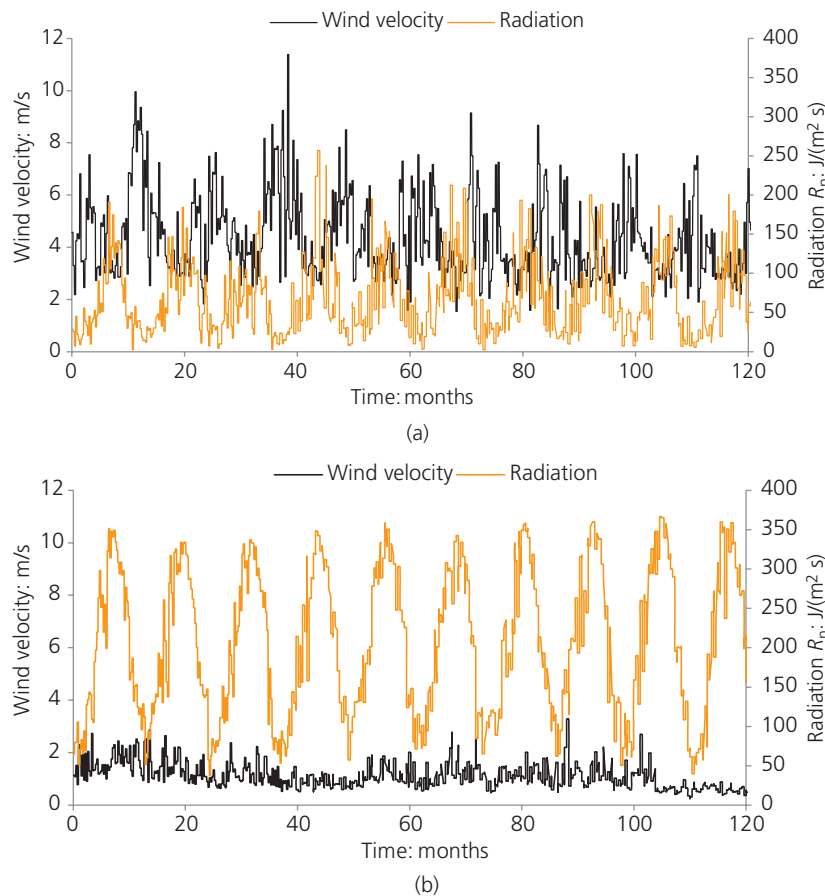 Wind velocity Radiation
12 400
350
10
300
8
250
6 200
150
4
100
2
50
0 0
0 20 40 60 80 100 120
Wind velocity: m/s
Radiation Rₙ: J/(m² s)
Time: months
(a)
Wind velocity Radiation
12 400
350
10
300
8
250
6 200
150
4
100
2
50
0 0
0 20 40 60 80 100 120
Wind velocity: m/s
Radiation Rₙ: J/(m² s)
Time: months
(b)